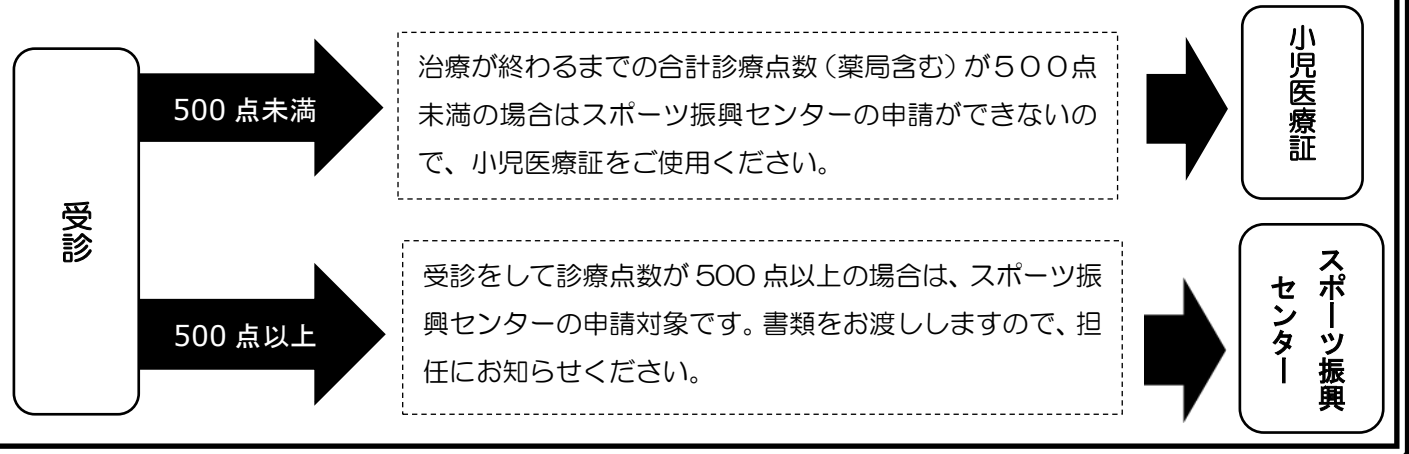 受診
500 点未満
治療が終わるまでの合計診療点数（薬局含む）が５００点
未満の場合はスポーツ振興センターの申請ができないの
で、小児医療証をご使用ください。
小児医療証
500 点以上
受診をして診療点数が 500 点以上の場合は、スポーツ振
興センターの申請対象です。書類をお渡ししますので、担
任にお知らせください。
スポーツ振興
センター